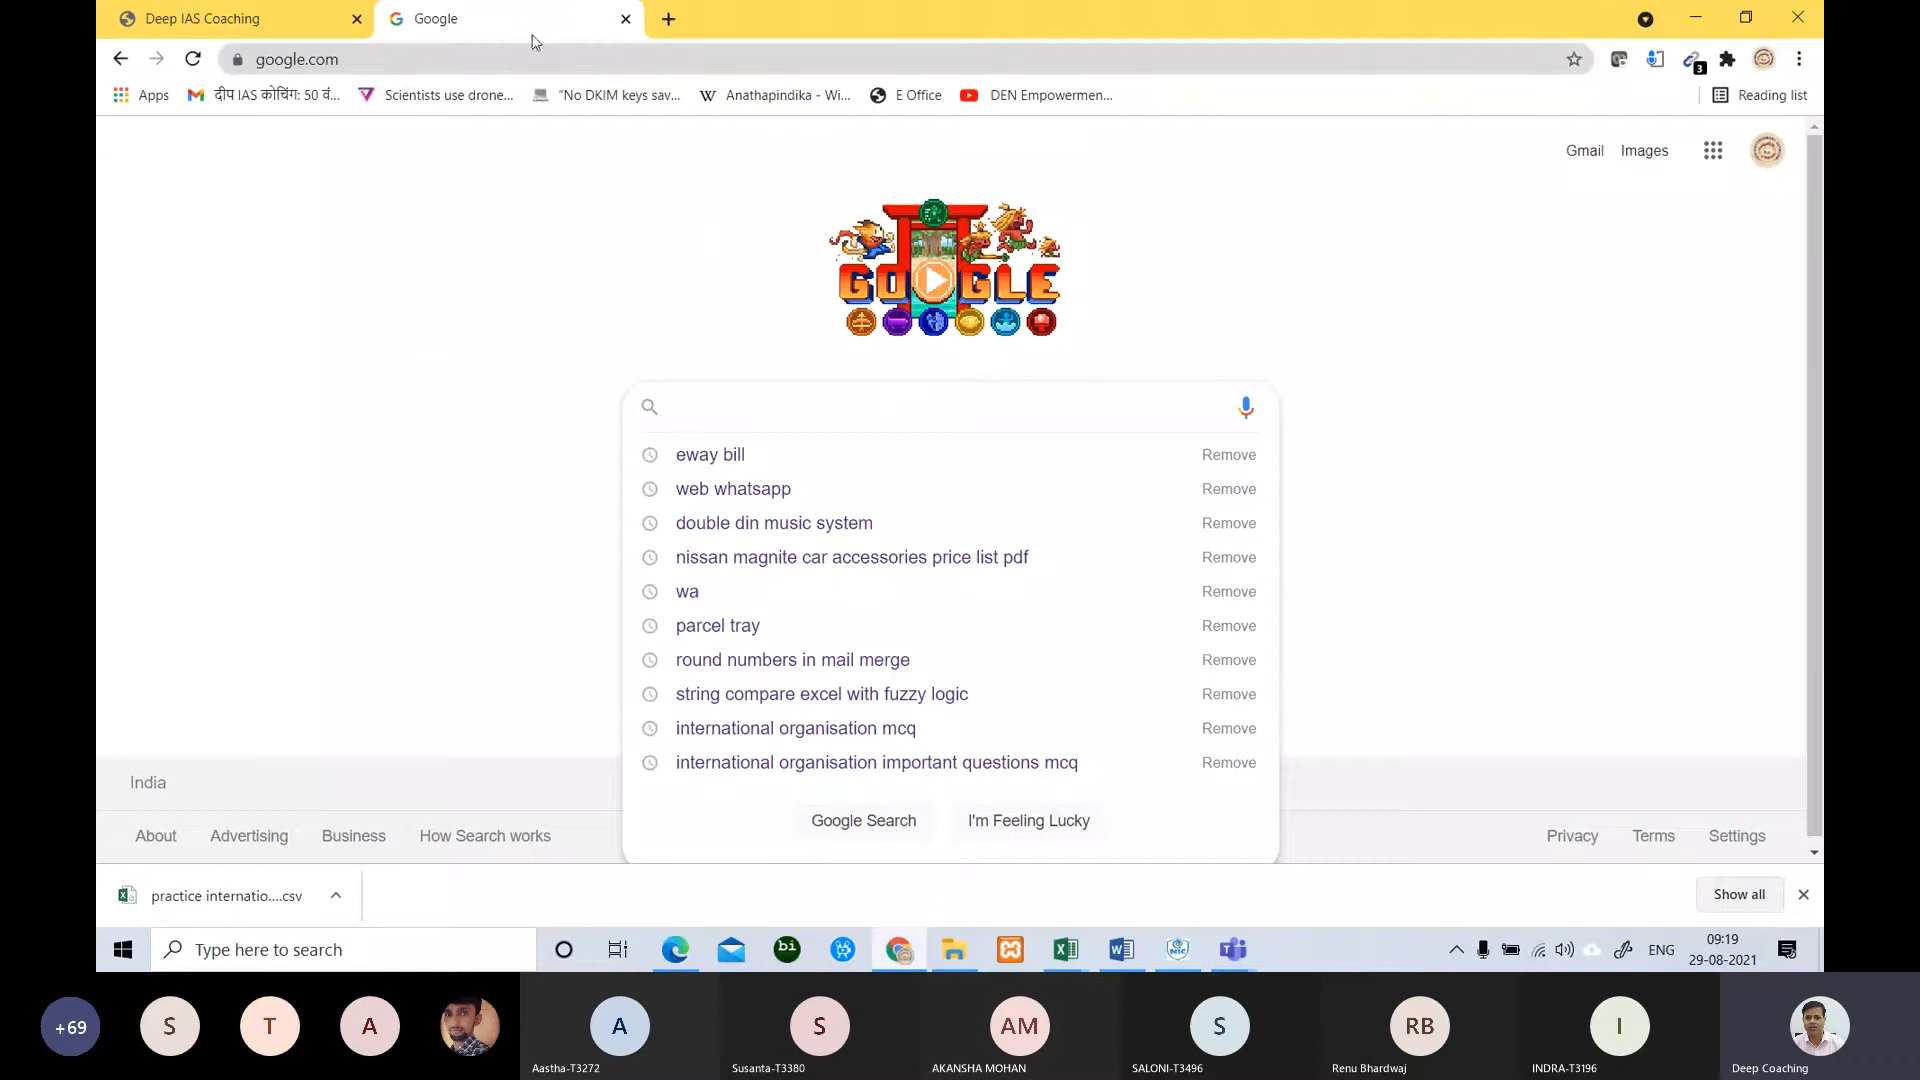 Deep IAS Coaching
Google
google.com
3
Apps
दीप IAS कोचिंग: 50 वं...
Scientists use drone...
"No DKIM keys sav...
W Anathapindika - Wi...
E Office
DEN Empowermen...
Reading list
Gmail
Images
GOOGLE
eway bill Remove
web whatsapp Remove
double din music system Remove
nissan magnite car accessories price list pdf Remove
wa Remove
parcel tray Remove
round numbers in mail merge Remove
string compare excel with fuzzy logic Remove
international organisation mcq Remove
international organisation important questions mcq Remove
Google Search
I'm Feeling Lucky
India
About
Advertising
Business
How Search works
Privacy
Terms
Settings
practice internatio....csv
Show all
Type here to search
bi
NIC
ENG
09:19
29-08-2021
+69
S
T
A
A
S
AM
S
RB
I
Aastha-T3272
Susanta-T3380
AKANSHA MOHAN
SALONI-T3496
Renu Bhardwaj
INDRA-T3196
Deep Coaching